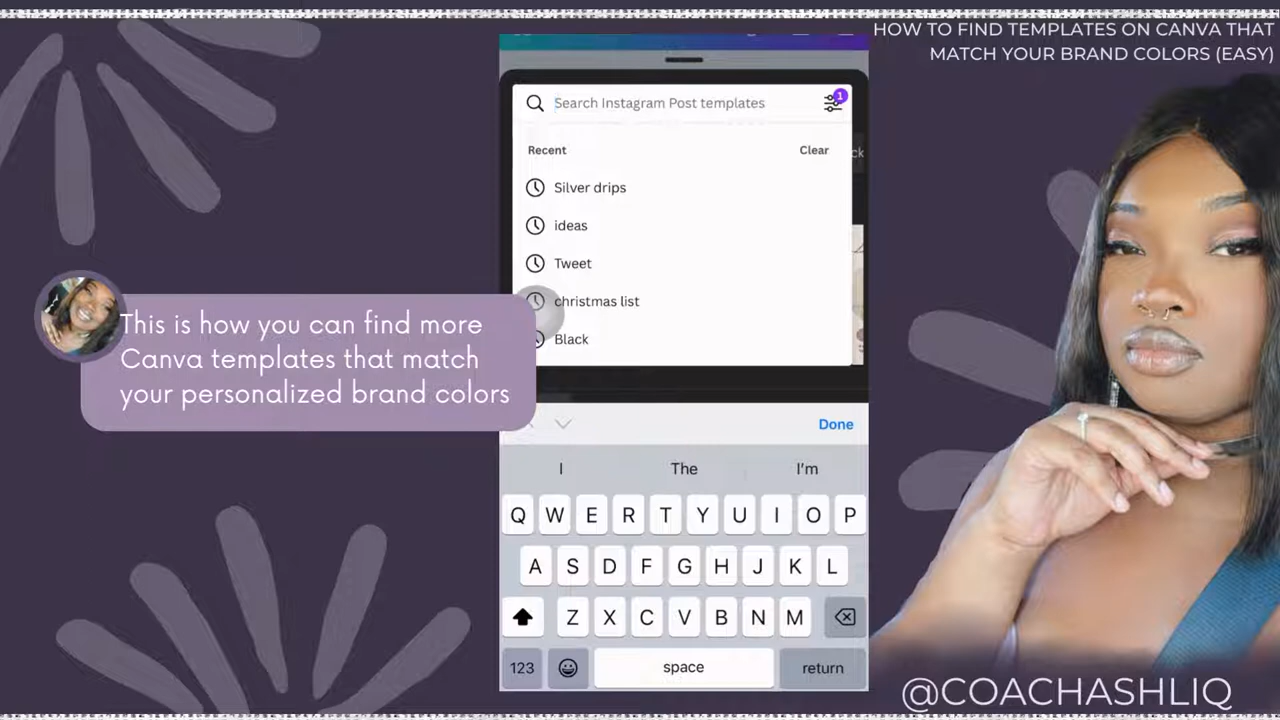 HOW TO FIND TEMPLATES ON CANVA THAT
MATCH YOUR BRAND COLORS (EASY)
Search Instagram Post templates
1
Recent
Clear
ck
Silver drips
ideas
Tweet
christmas list
Black
This is how you can find more
Canva templates that match
your personalized brand colors
Done
I The I'm
Q W E R T Y U I O P
A S D F G H J K L
Z X C V B N M
123 space return
@COACHASHLIQ